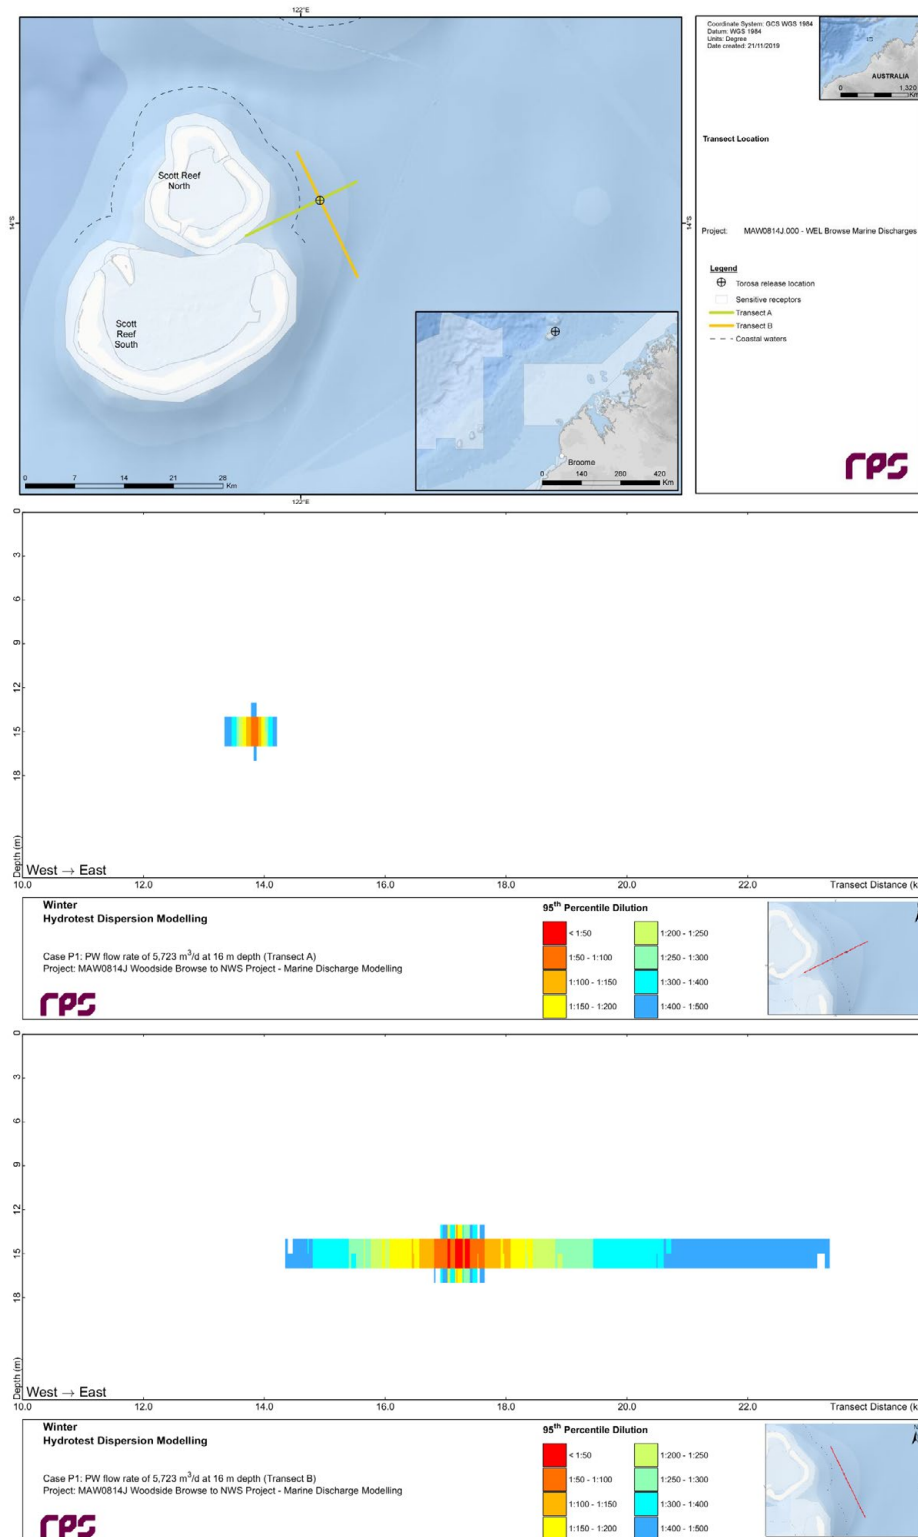 122°E
Coordinate System: GCS WGS 1984
Datum: WGS 1984
Units: Degree
Date created: 21/11/2019
AUSTRALIA
0 1,320
Km
Transect Location
Scott Reef
North
14°S
14°S
Project: MAW0814J.000 - WEL Browse Marine Discharges
Legend
Torosa release location
Sensitive receptors
Transect A
Transect B
Coastal waters
Scott
Reef
South
Broome
0 140 280 420
Km
0 7 14 21 28
Km
122°E
rps
0
3
6
9
12
15
18
Depth (m)
West → East
10.0 12.0 14.0 16.0 18.0 20.0 22.0 Transect Distance (k
Winter
Hydrotest Dispersion Modelling
Case P1: PW flow rate of 5,723 m³/d at 16 m depth (Transect A)
Project: MAW0814J Woodside Browse to NWS Project - Marine Discharge Modelling
rps
95th Percentile Dilution
< 1:50 1:200 - 1:250
1:50 - 1:100 1:250 - 1:300
1:100 - 1:150 1:300 - 1:400
1:150 - 1:200 1:400 - 1:500
0
3
6
9
12
15
18
Depth (m)
West → East
10.0 12.0 14.0 16.0 18.0 20.0 22.0 Transect Distance (k
Winter
Hydrotest Dispersion Modelling
Case P1: PW flow rate of 5,723 m³/d at 16 m depth (Transect B)
Project: MAW0814J Woodside Browse to NWS Project - Marine Discharge Modelling
rps
95th Percentile Dilution
< 1:50 1:200 - 1:250
1:50 - 1:100 1:250 - 1:300
1:100 - 1:150 1:300 - 1:400
1:150 - 1:200 1:400 - 1:500